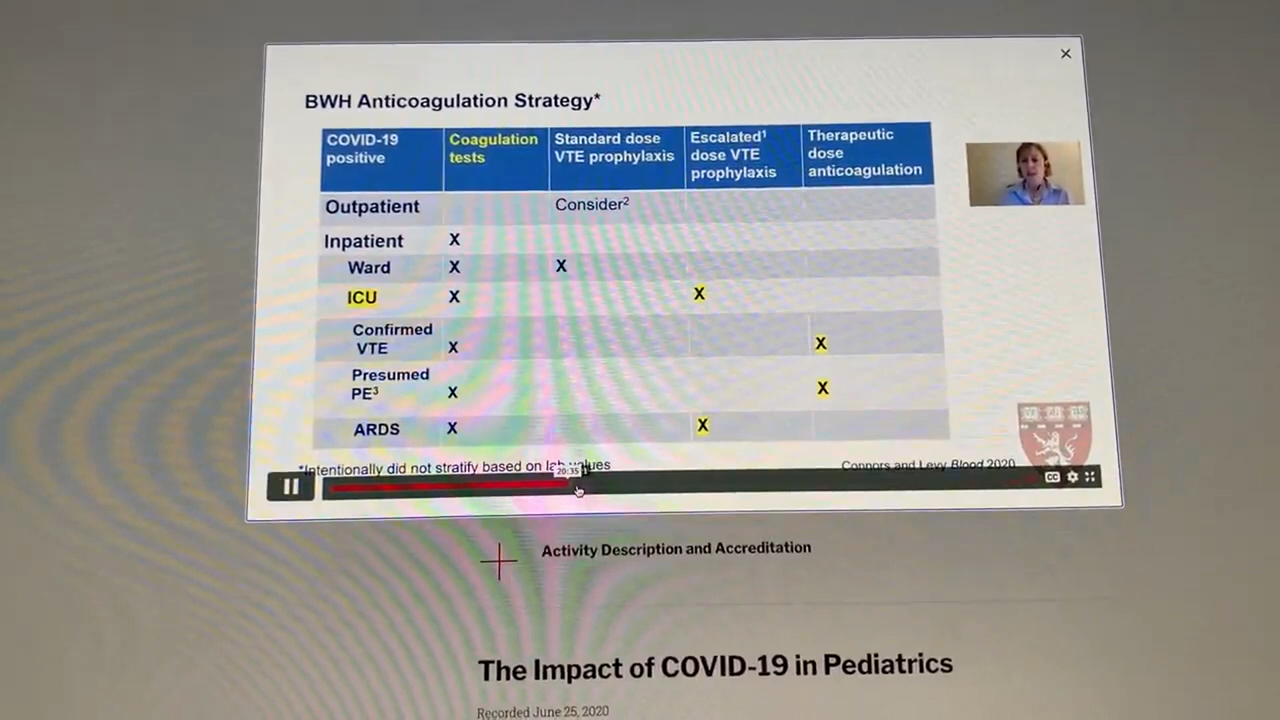 ×
BWH Anticoagulation Strategy*
COVID-19 positive
Coagulation tests
Standard dose VTE prophylaxis
Escalated¹ dose VTE prophylaxis
Therapeutic dose anticoagulation
Outpatient Consider²
Inpatient X
Ward X X
ICU X X
Confirmed VTE X X
Presumed PE³ X X
ARDS X X
*Intentionally did not stratify based on lab values
Connors and Levy Blood 2020
20:35
CC
Activity Description and Accreditation
The Impact of COVID-19 in Pediatrics
Recorded June 25, 2020